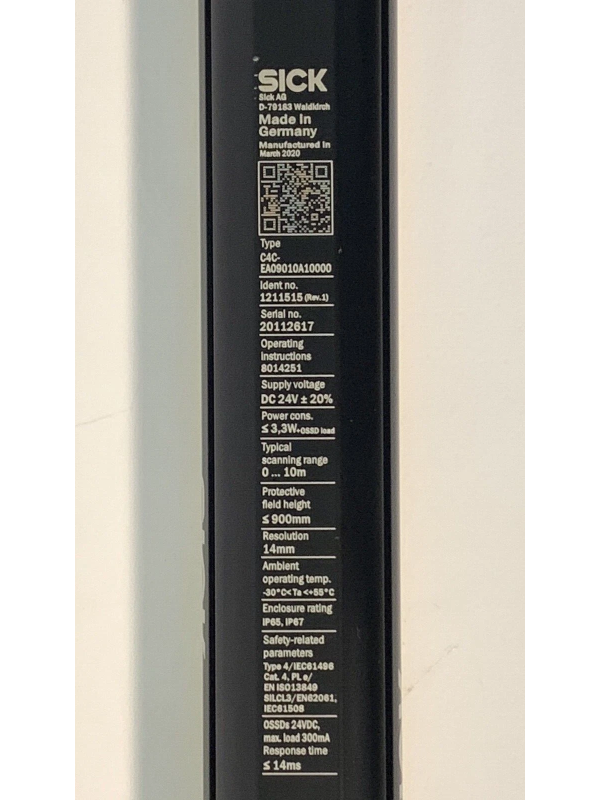 SICK
Sick AG
D-79183 Waldkirch
Made in
Germany
Manufactured in
March 2020
Type
C4C-
EA09010A10000
Ident no.
1211515 (Rev.1)
Serial no.
20112617
Operating
instructions
8014251
Supply voltage
DC 24V ± 20%
Power cons.
≤ 3,3W+OSSD load
Typical
scanning range
0 ... 10m
Protective
field height
≤ 900mm
Resolution
14mm
Ambient
operating temp.
-30°C< Ta <+55°C
Enclosure rating
IP65, IP67
Safety-related
parameters
Type 4/IEC61496
Cat. 4, PL e/
EN ISO13849
SILCL3/EN62061,
IEC61508
OSSDs 24VDC,
max. load 300mA
Response time
≤ 14ms